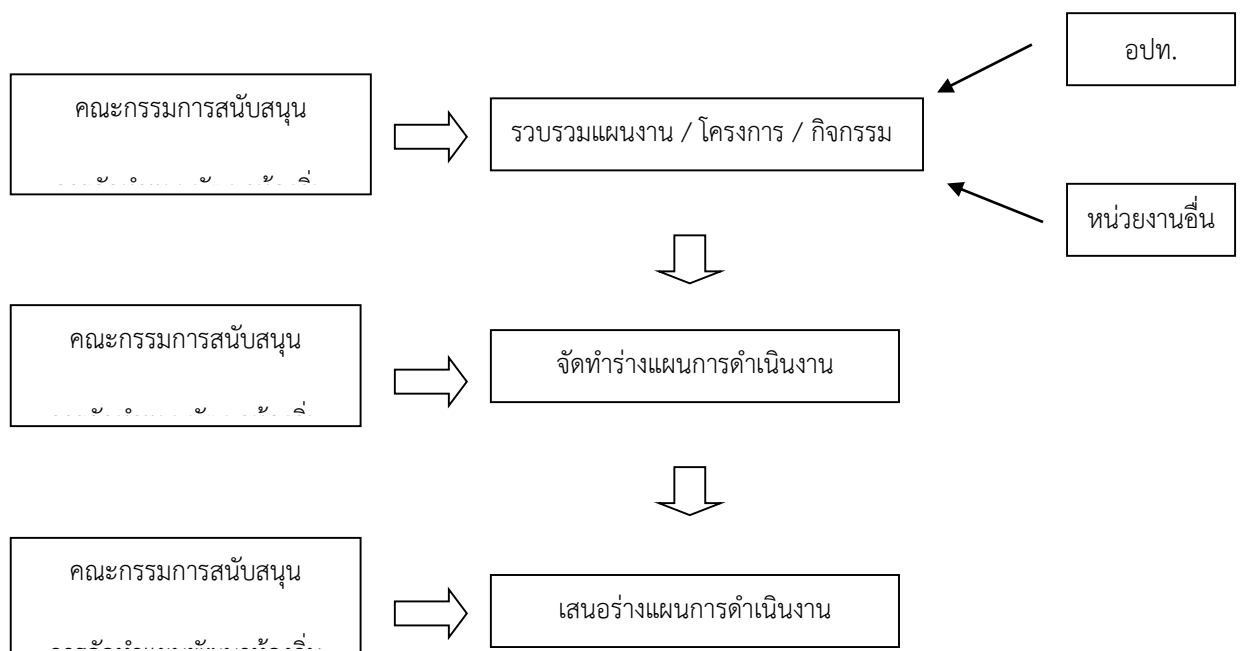 อปท.
คณะกรรมการสนับสนุน
รวบรวมแผนงาน / โครงการ / กิจกรรม
หน่วยงานอื่น
คณะกรรมการสนับสนุน
จัดทำร่างแผนการดำเนินงาน
คณะกรรมการสนับสนุน
เสนอร่างแผนการดำเนินงาน